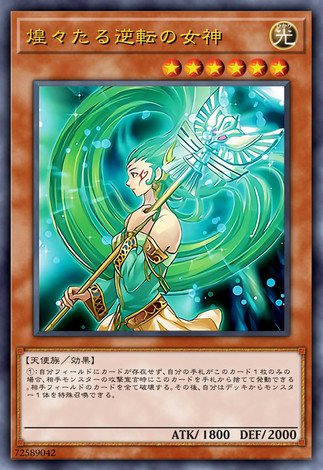 煌々たる逆転の女神
光
【天使族／効果】
①：自分フィールドにカードが存在せず、自分の手札がこのカード１枚のみの
場合、相手モンスターの攻撃宣言時にこのカードを手札から捨てて発動できる
。相手フィールドのカードを全て破壊する。その後、自分はデッキからモンスタ
ー１体を特殊召喚できる。
ATK/1800 DEF/2000
72589042